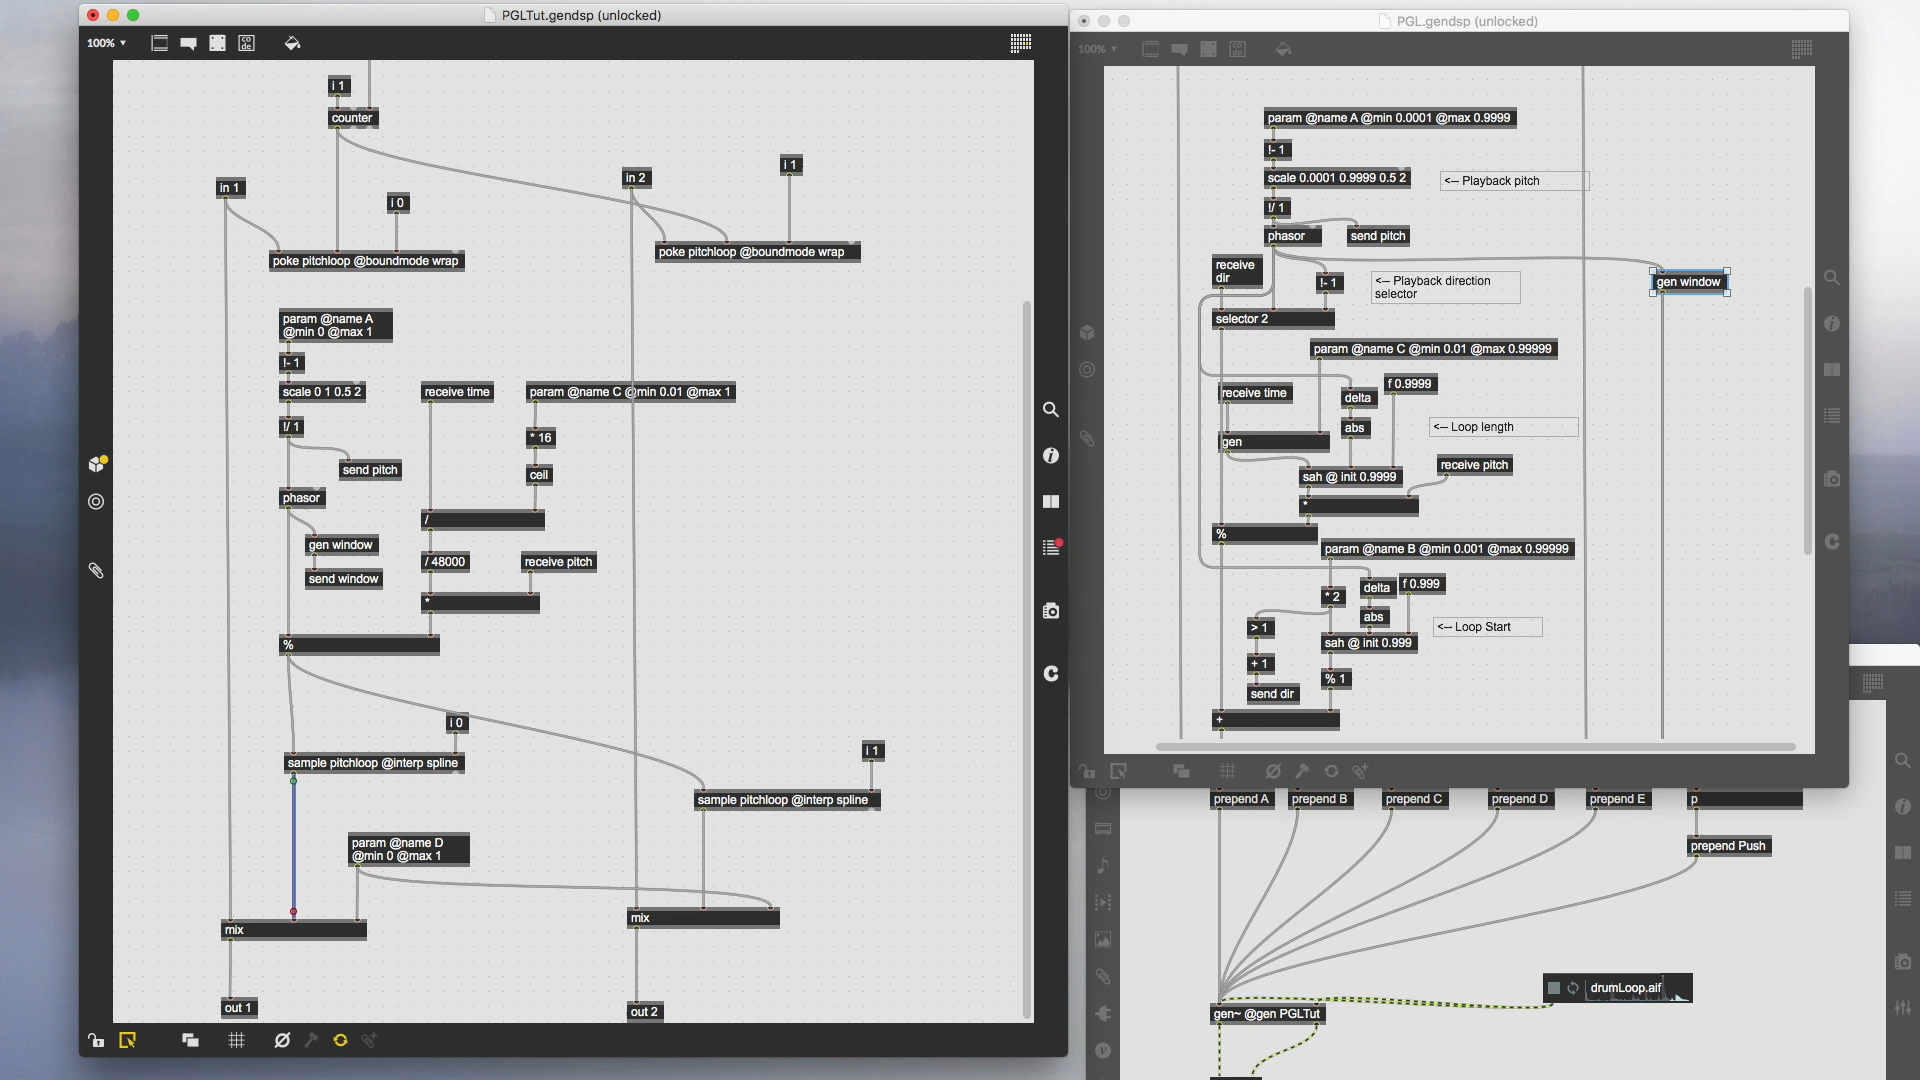 PGLTut.gendsp (unlocked)
100%
i 1
counter
in 1
i 0
in 2
i 1
poke pitchloop @boundmode wrap
poke pitchloop @boundmode wrap
param @name A
@min 0 @max 1
!- 1
scale 0 1 0.5 2
receive time
param @name C @min 0.01 @max 1
!/ 1
* 16
send pitch
ceil
phasor
/
gen window
/ 48000
receive pitch
send window
*
%
i 0
sample pitchloop @interp spline
i 1
sample pitchloop @interp spline
param @name D
@min 0 @max 1
mix
mix
out 1
out 2
PGL.gendsp (unlocked)
100%
param @name A @min 0.0001 @max 0.9999
!- 1
scale 0.0001 0.9999 0.5 2
<-- Playback pitch
!/ 1
phasor
send pitch
receive
dir
!- 1
<-- Playback direction
selector
gen window
selector 2
param @name C @min 0.01 @max 0.99999
receive time
delta
f 0.9999
abs
<-- Loop length
gen
sah @ init 0.9999
receive pitch
*
%
param @name B @min 0.001 @max 0.99999
delta
f 0.999
* 2
abs
> 1
<-- Loop Start
sah @ init 0.999
+ 1
% 1
send dir
+
prepend A
prepend B
prepend C
prepend D
prepend E
p
prepend Push
drumLoop.aif
gen~ @gen PGLTut